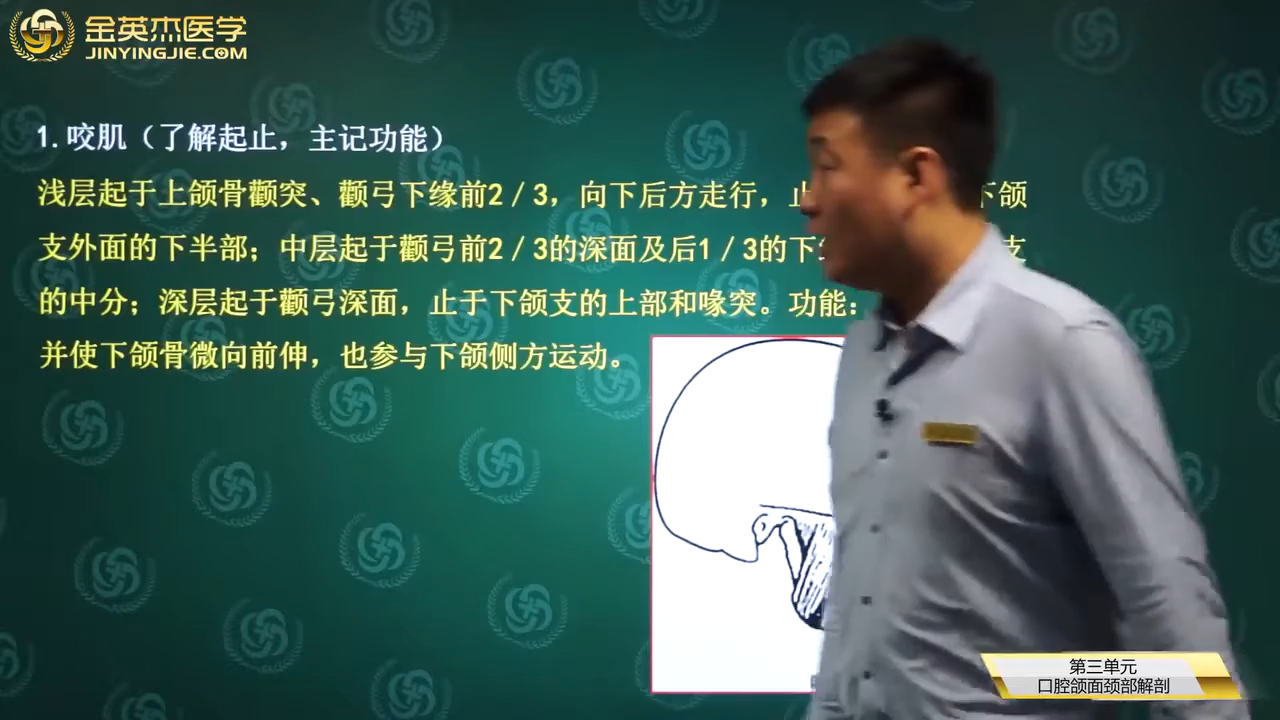 金英杰医学
JINYINGJIE.COM
1.咬肌（了解起止，主记功能）
浅层起于上颌骨颧突、颧弓下缘前2/3，向下后方走行，止 下颌
支外面的下半部；中层起于颧弓前2/3的深面及后1/3的下 支
的中分；深层起于颧弓深面，止于下颌支的上部和喙突。功能：
并使下颌骨微向前伸，也参与下颌侧方运动。
第三单元
口腔颌面颈部解剖